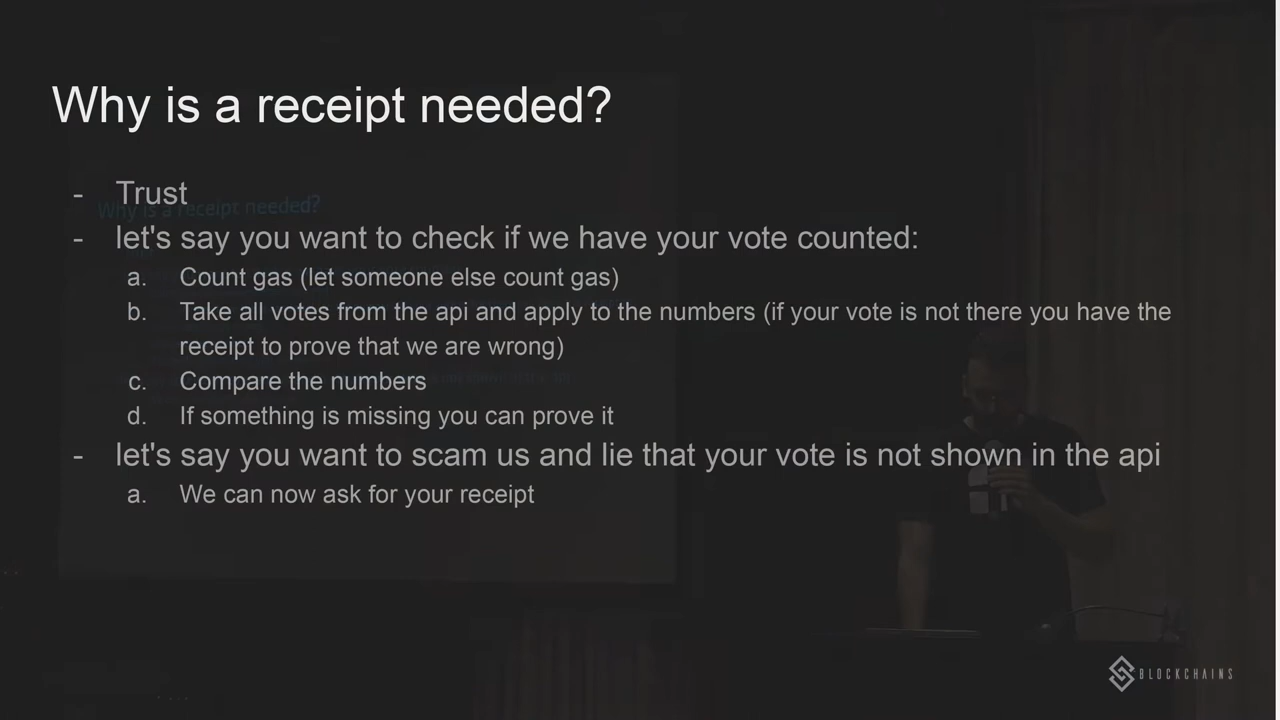 Why is a receipt needed?
- Trust
Why is a receipt needed?
- let's say you want to check if we have your vote counted:
a. Count gas (let someone else count gas)
b. Take all votes from the api and apply to the numbers (if your vote is not there you have the
receipt to prove that we are wrong)
c. Compare the numbers
d. If something is missing you can prove it
- let's say you want to scam us and lie that your vote is not shown in the api
a. We can now ask for your receipt
BLOCKCHAINS